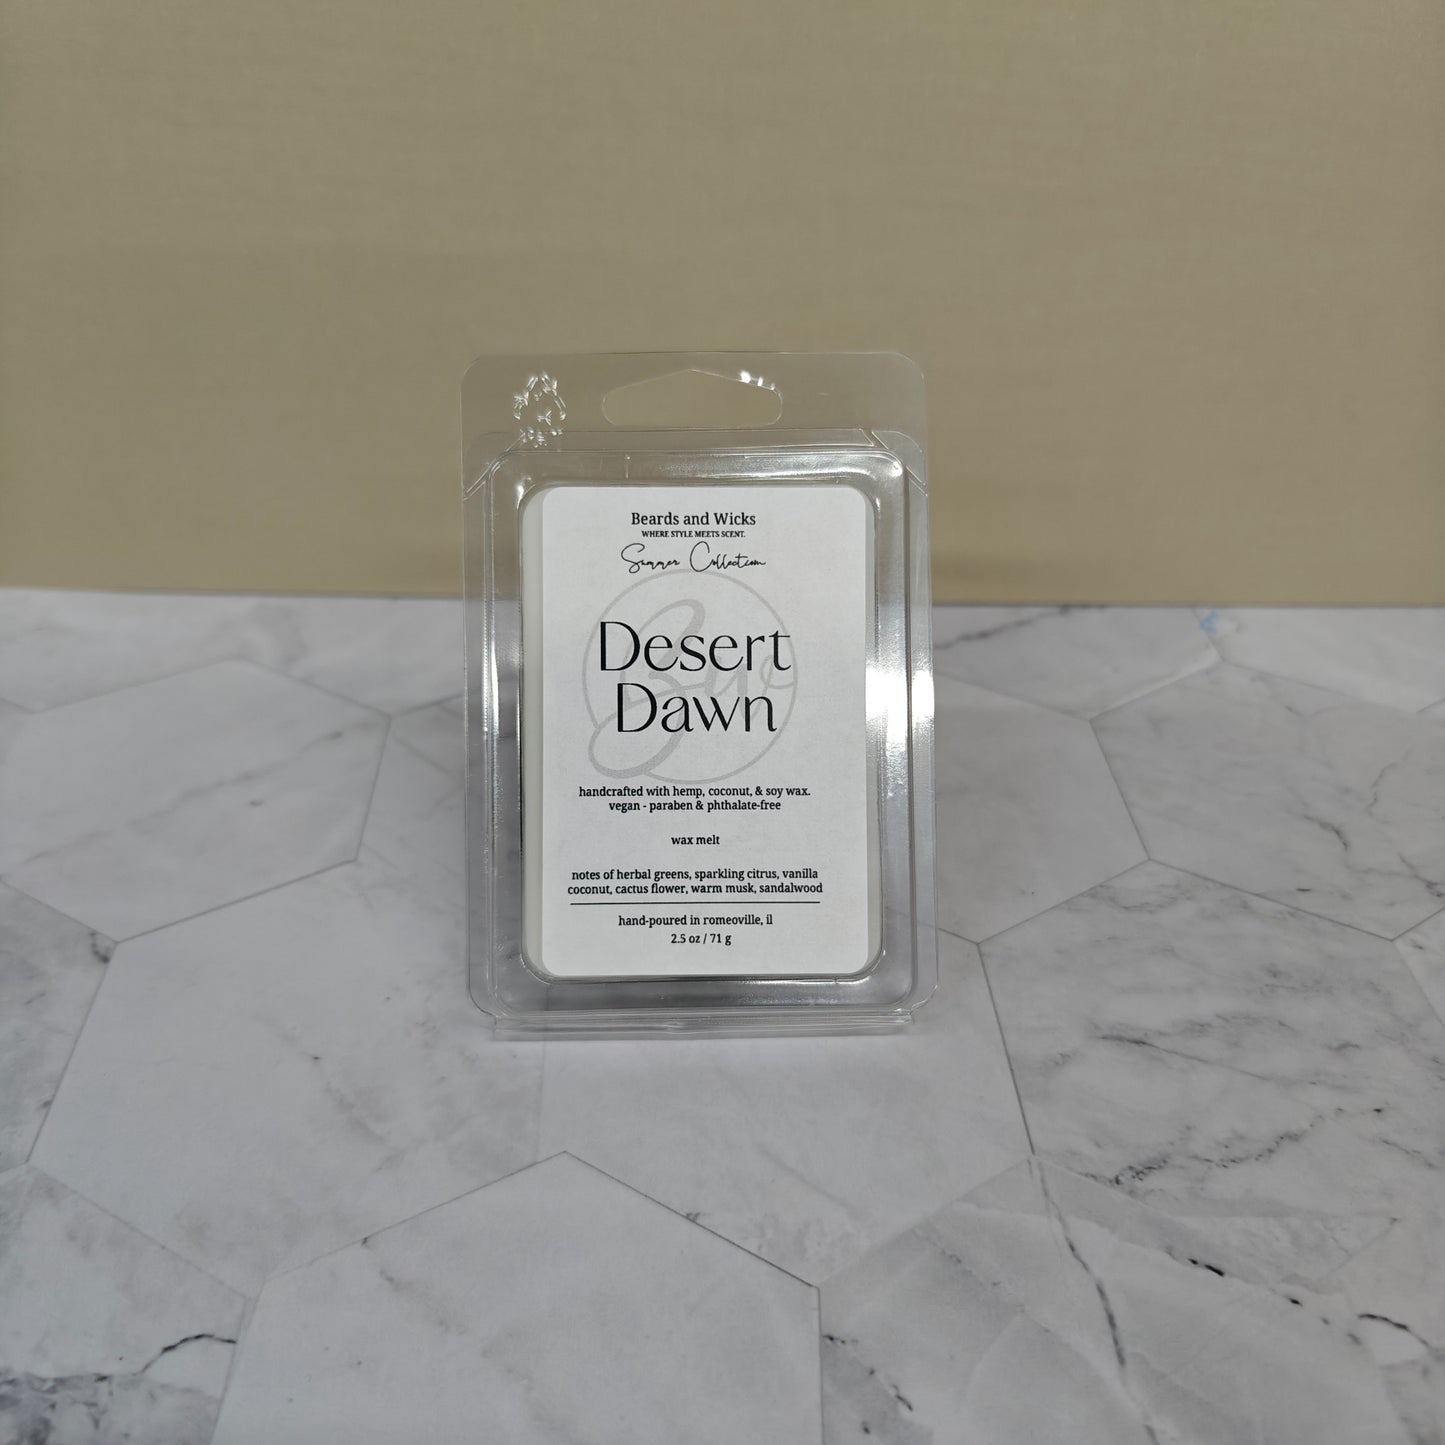 Beards and Wicks
WHERE STYLE MEETS SCENT.
Summer Collection
Bw
Desert
Dawn
handcrafted with hemp, coconut, & soy wax.
vegan - paraben & phthalate-free
wax melt
notes of herbal greens, sparkling citrus, vanilla
coconut, cactus flower, warm musk, sandalwood
hand-poured in romeoville, il
2.5 oz / 71 g